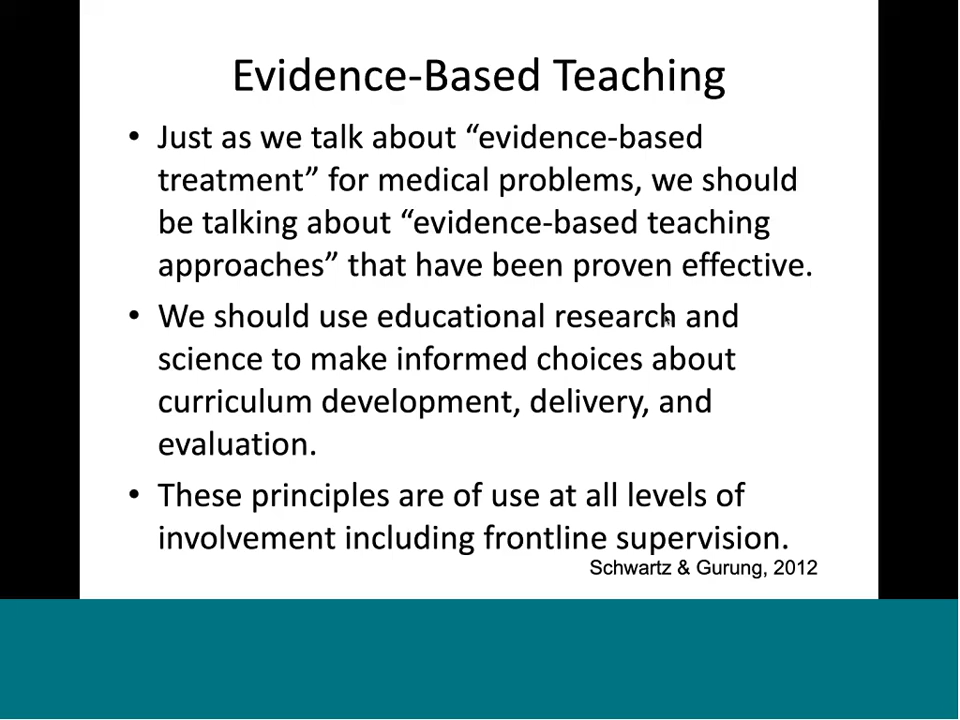 Evidence-Based Teaching
• Just as we talk about “evidence-based
treatment” for medical problems, we should
be talking about “evidence-based teaching
approaches” that have been proven effective.
• We should use educational research and
science to make informed choices about
curriculum development, delivery, and
evaluation.
• These principles are of use at all levels of
involvement including frontline supervision.
Schwartz & Gurung, 2012